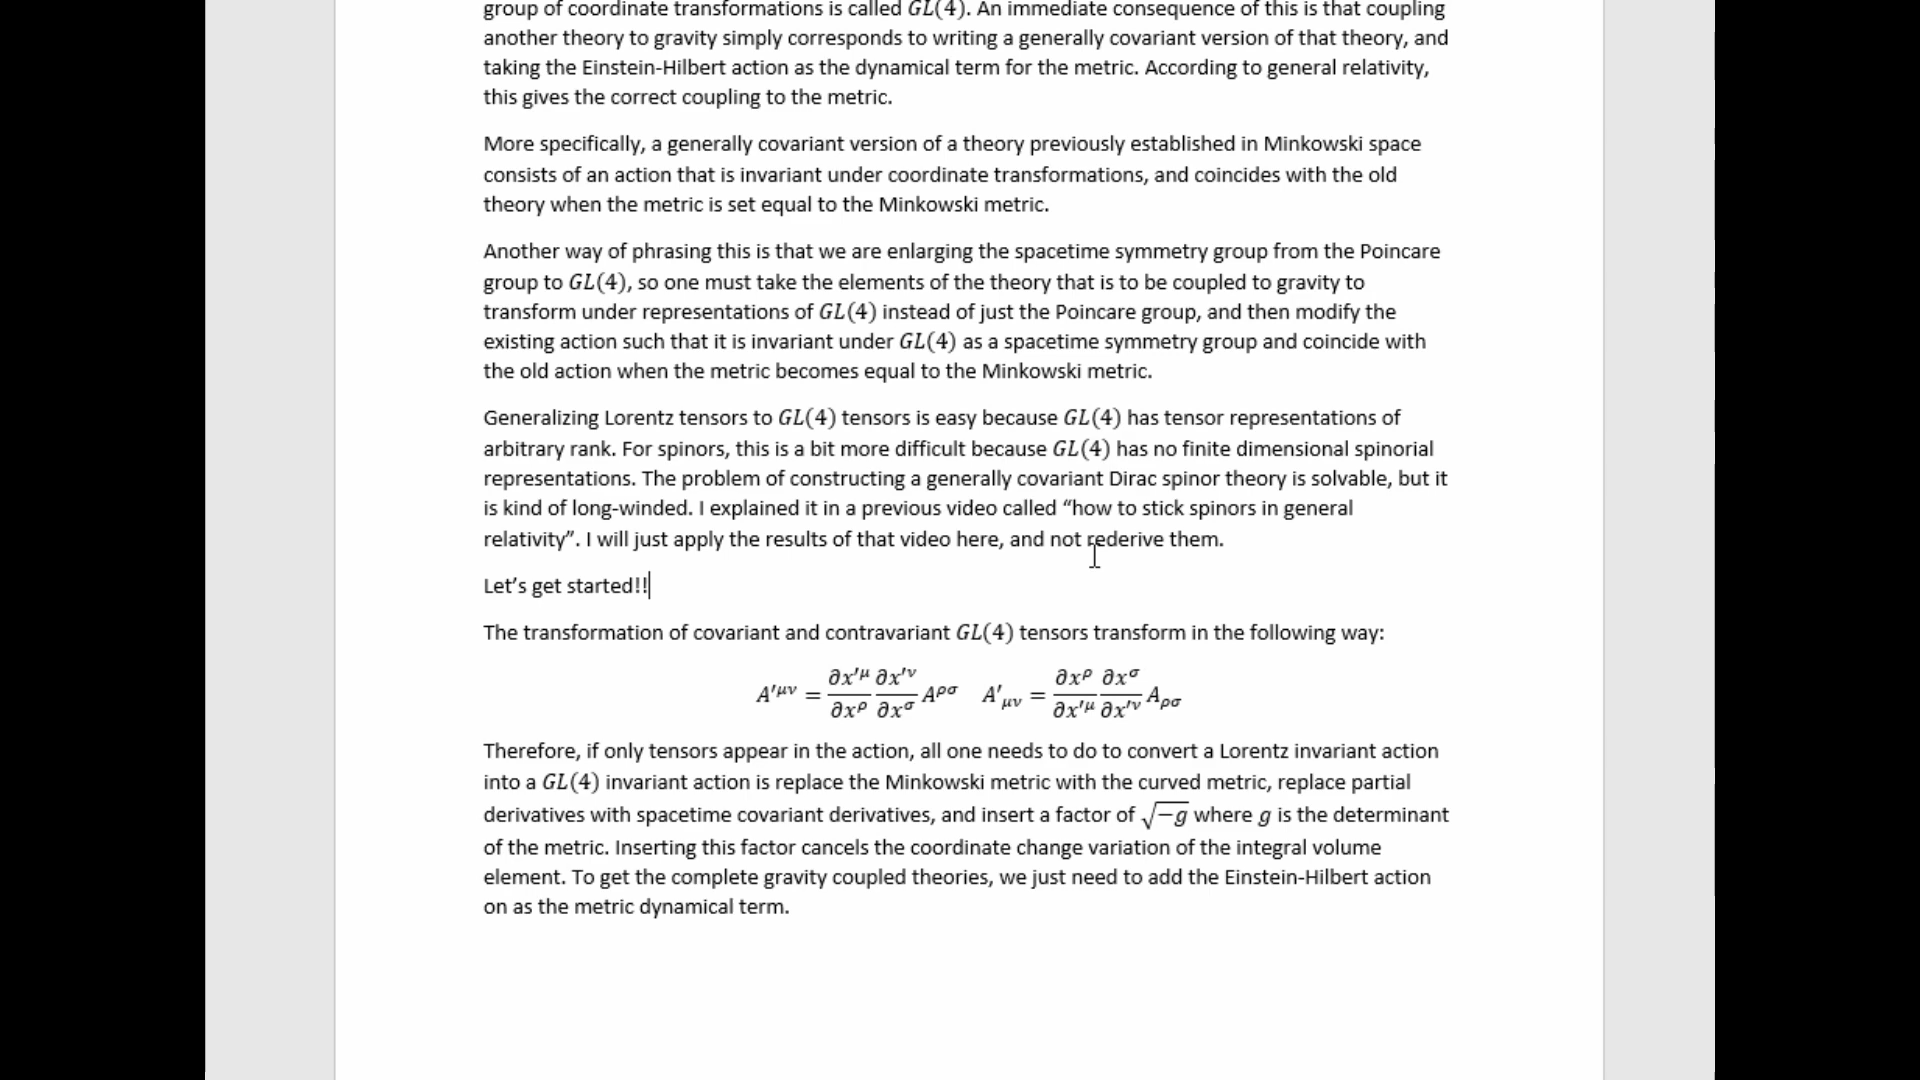 group of coordinate transformations is called GL(4). An immediate consequence of this is that coupling
another theory to gravity simply corresponds to writing a generally covariant version of that theory, and
taking the Einstein-Hilbert action as the dynamical term for the metric. According to general relativity,
this gives the correct coupling to the metric.
More specifically, a generally covariant version of a theory previously established in Minkowski space
consists of an action that is invariant under coordinate transformations, and coincides with the old
theory when the metric is set equal to the Minkowski metric.
Another way of phrasing this is that we are enlarging the spacetime symmetry group from the Poincare
group to GL(4), so one must take the elements of the theory that is to be coupled to gravity to
transform under representations of GL(4) instead of just the Poincare group, and then modify the
existing action such that it is invariant under GL(4) as a spacetime symmetry group and coincide with
the old action when the metric becomes equal to the Minkowski metric.
Generalizing Lorentz tensors to GL(4) tensors is easy because GL(4) has tensor representations of
arbitrary rank. For spinors, this is a bit more difficult because GL(4) has no finite dimensional spinorial
representations. The problem of constructing a generally covariant Dirac spinor theory is solvable, but it
is kind of long-winded. I explained it in a previous video called “how to stick spinors in general
relativity”. I will just apply the results of that video here, and not rederive them.
Let’s get started!!
The transformation of covariant and contravariant GL(4) tensors transform in the following way:
A'^{μν} = \frac{∂x'^μ}{∂x^ρ} \frac{∂x'^ν}{∂x^σ} A^{ρσ}   A'_{μν} = \frac{∂x^ρ}{∂x'^μ} \frac{∂x^σ}{∂x'^ν} A_{ρσ}
Therefore, if only tensors appear in the action, all one needs to do to convert a Lorentz invariant action
into a GL(4) invariant action is replace the Minkowski metric with the curved metric, replace partial
derivatives with spacetime covariant derivatives, and insert a factor of √−g where g is the determinant
of the metric. Inserting this factor cancels the coordinate change variation of the integral volume
element. To get the complete gravity coupled theories, we just need to add the Einstein-Hilbert action
on as the metric dynamical term.